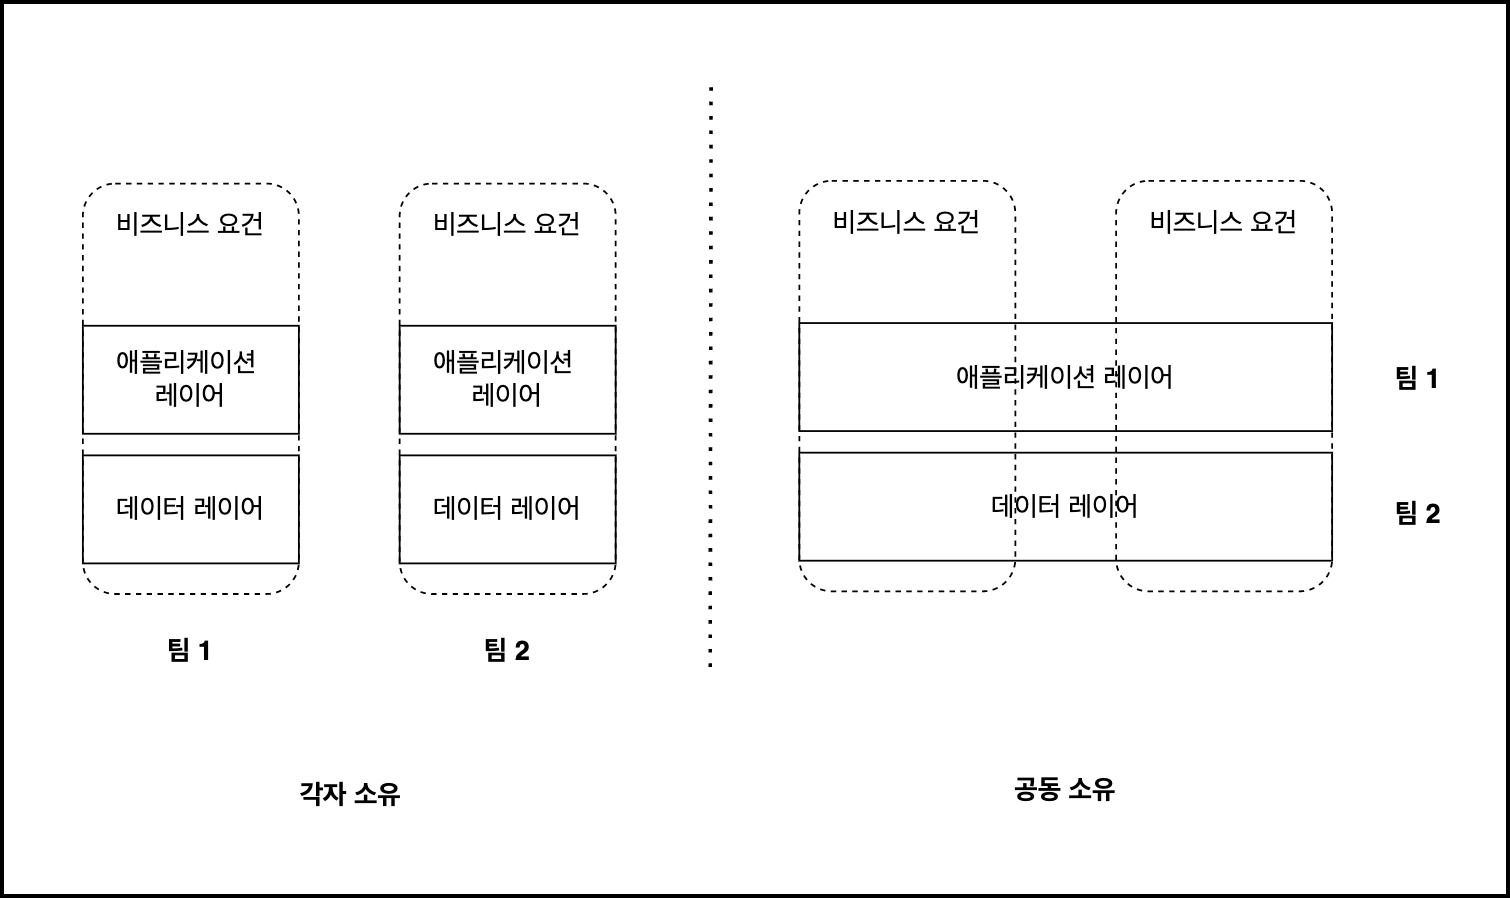 비즈니스 요건
애플리케이션
레이어
데이터 레이어
팀 1
비즈니스 요건
애플리케이션
레이어
데이터 레이어
팀 2
각자 소유
비즈니스 요건
비즈니스 요건
애플리케이션 레이어
팀 1
데이터 레이어
팀 2
공동 소유